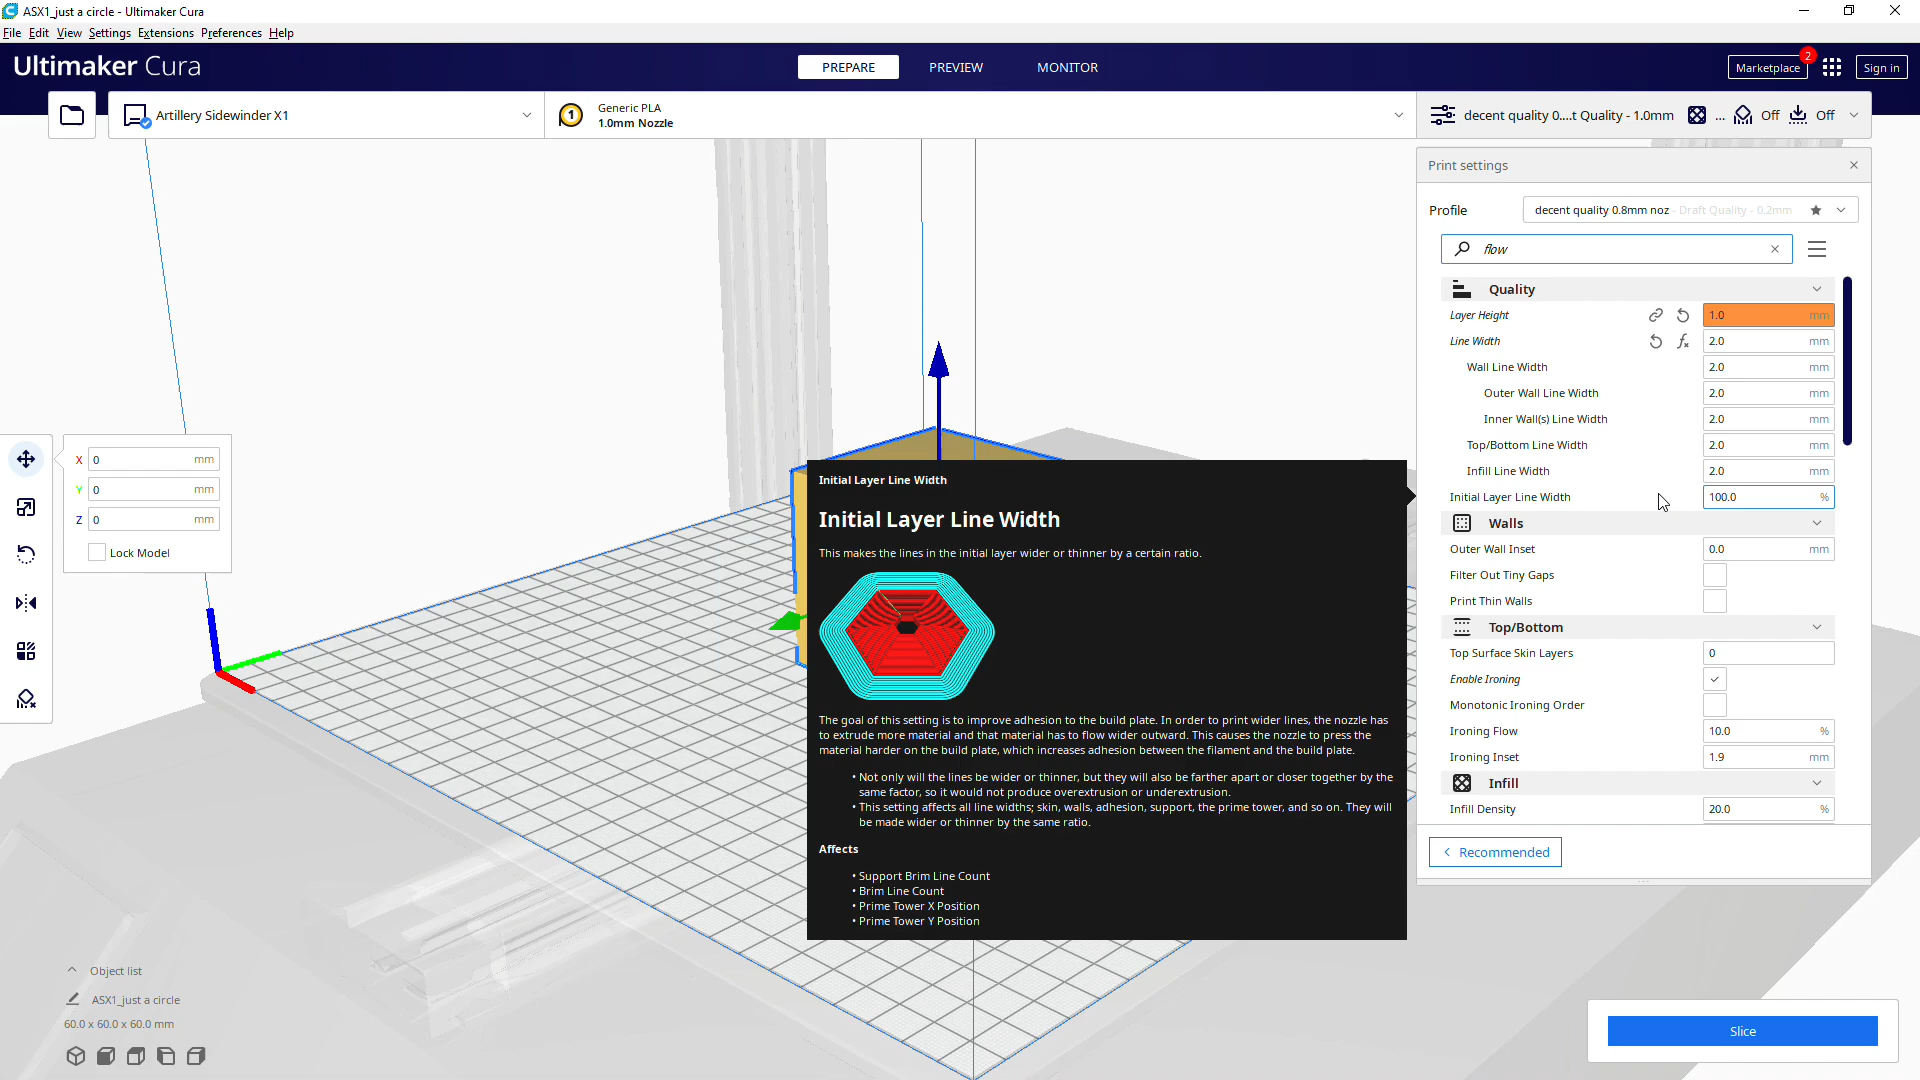 ASX1_just a circle - Ultimaker Cura
File Edit View Settings Extensions Preferences Help
Ultimaker Cura
PREPARE PREVIEW MONITOR
Marketplace 2 Sign in
Artillery Sidewinder X1
1 Generic PLA
1.0mm Nozzle
decent quality 0....t Quality - 1.0mm ... Off Off
Print settings
Profile decent quality 0.8mm noz - Draft Quality - 0.2mm
flow
Quality
Layer Height 1.0 mm
Line Width 2.0 mm
Wall Line Width 2.0 mm
Outer Wall Line Width 2.0 mm
Inner Wall(s) Line Width 2.0 mm
Top/Bottom Line Width 2.0 mm
Infill Line Width 2.0 mm
Initial Layer Line Width 100.0 %
Walls
Outer Wall Inset 0.0 mm
Filter Out Tiny Gaps
Print Thin Walls
Top/Bottom
Top Surface Skin Layers 0
Enable Ironing
Monotonic Ironing Order
Ironing Flow 10.0 %
Ironing Inset 1.9 mm
Infill
Infill Density 20.0 %
Recommended
X 0 mm
Y 0 mm
Z 0 mm
Lock Model
Initial Layer Line Width
Initial Layer Line Width
This makes the lines in the initial layer wider or thinner by a certain ratio.
The goal of this setting is to improve adhesion to the build plate. In order to print wider lines, the nozzle has
to extrude more material and that material has to flow wider outward. This causes the nozzle to press the
material harder on the build plate, which increases adhesion between the filament and the build plate.
• Not only will the lines be wider or thinner, but they will also be farther apart or closer together by the
same factor, so it would not produce overextrusion or underextrusion.
• This setting affects all line widths; skin, walls, adhesion, support, the prime tower, and so on. They will
be made wider or thinner by the same ratio.
Affects
• Support Brim Line Count
• Brim Line Count
• Prime Tower X Position
• Prime Tower Y Position
Object list
ASX1_just a circle
60.0 x 60.0 x 60.0 mm
Slice